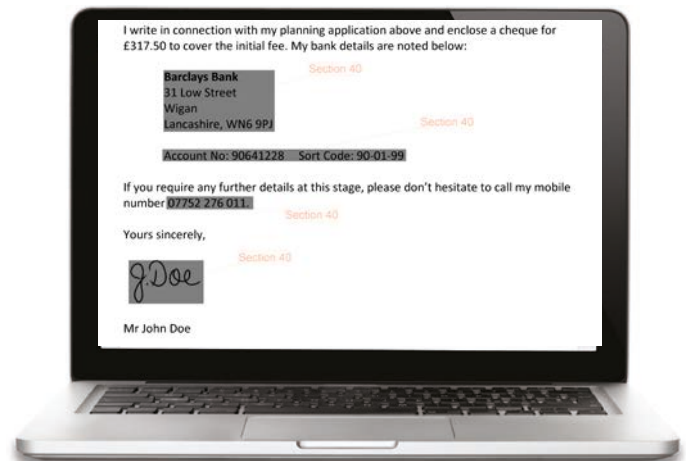 I write in connection with my planning application above and enclose a cheque for
£317.50 to cover the initial fee. My bank details are noted below:
Section 40
Barclays Bank
31 Low Street
Wigan
Lancashire, WN6 9PJ
Section 40
Account No: 90641228 Sort Code: 90-01-99
If you require any further details at this stage, please don't hesitate to call my mobile
number 07752 276 011.
Section 40
Yours sincerely,
Section 40
J.Doe
Mr John Doe